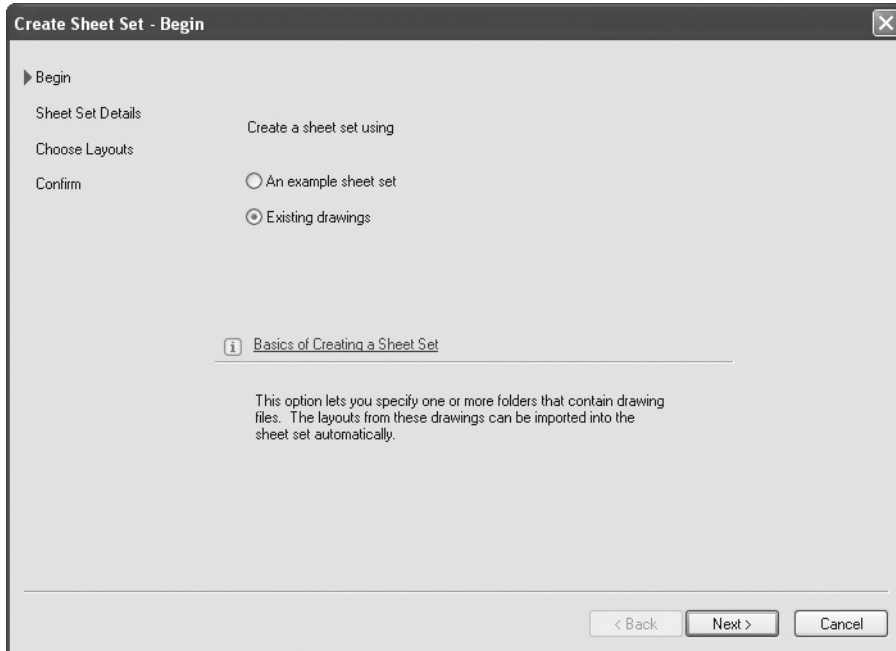 Create Sheet Set - Begin
Begin
Sheet Set Details
Choose Layouts
Confirm
Create a sheet set using
An example sheet set
Existing drawings
Basics of Creating a Sheet Set
This option lets you specify one or more folders that contain drawing
files. The layouts from these drawings can be imported into the
sheet set automatically.
< Back
Next >
Cancel